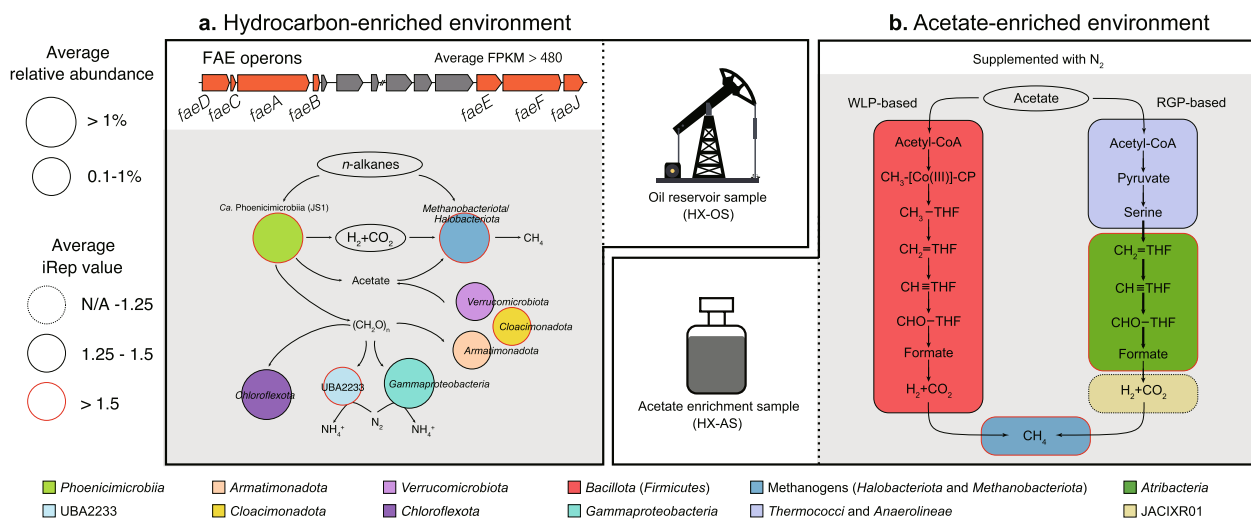 a. Hydrocarbon-enriched environment
b. Acetate-enriched environment
Average
relative abundance
> 1%
0.1-1%
Average
iRep value
N/A -1.25
1.25 - 1.5
> 1.5
FAE operons
Average FPKM > 480
faeD
faeC
faeA
faeB
faeE
faeF
faeJ
n-alkanes
Ca. Phoenicimicrobiia (JS1)
Methanobacteriota/
Halobacteriota
H2+CO2
CH4
Acetate
Verrucomicrobiota
Cloacimonadota
(CH2O)n
Armatimonadota
Chloroflexota
UBA2233
Gammaproteobacteria
N2
NH4+
NH4+
Oil reservoir sample
(HX-OS)
Acetate enrichment sample
(HX-AS)
Supplemented with N2
WLP-based
Acetate
RGP-based
Acetyl-CoA
CH3-[Co(III)]-CP
CH3−THF
CH2=THF
CH≡THF
CHO−THF
Formate
H2+CO2
Acetyl-CoA
Pyruvate
Serine
CH2=THF
CH≡THF
CHO−THF
Formate
H2+CO2
CH4
Phoenicimicrobiia
Armatimonadota
Verrucomicrobiota
Bacillota (Firmicutes)
Methanogens (Halobacteriota and Methanobacteriota)
Atribacteria
UBA2233
Cloacimonadota
Chloroflexota
Gammaproteobacteria
Thermococci and Anaerolineae
JACIXR01